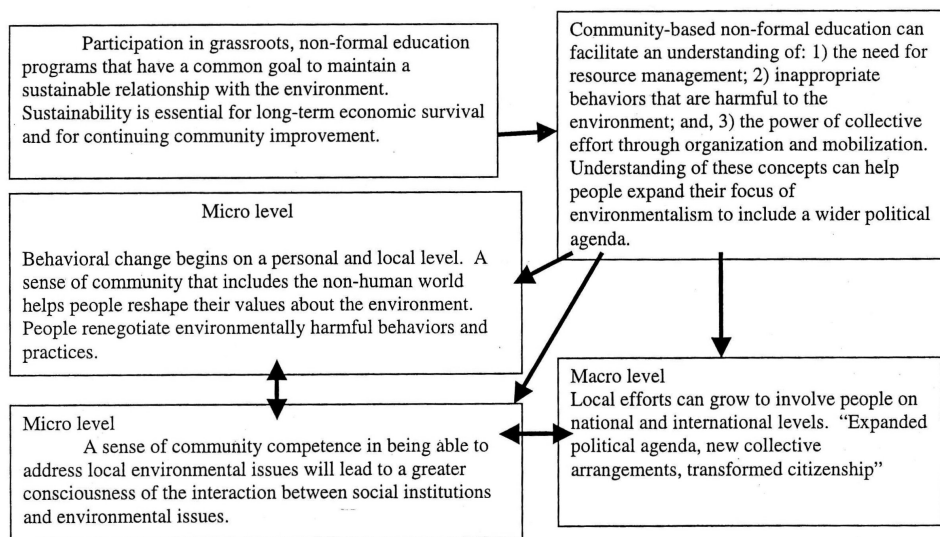 Participation in grassroots, non-formal education
programs that have a common goal to maintain a
sustainable relationship with the environment.
Sustainability is essential for long-term economic survival
and for continuing community improvement.
Community-based non-formal education can
facilitate an understanding of: 1) the need for
resource management; 2) inappropriate
behaviors that are harmful to the
environment; and, 3) the power of collective
effort through organization and mobilization.
Understanding of these concepts can help
people expand their focus of
environmentalism to include a wider political
agenda.
Micro level
Behavioral change begins on a personal and local level. A
sense of community that includes the non-human world
helps people reshape their values about the environment.
People renegotiate environmentally harmful behaviors and
practices.
Micro level
A sense of community competence in being able to
address local environmental issues will lead to a greater
consciousness of the interaction between social institutions
and environmental issues.
Macro level
Local efforts can grow to involve people on
national and international levels. “Expanded
political agenda, new collective
arrangements, transformed citizenship”